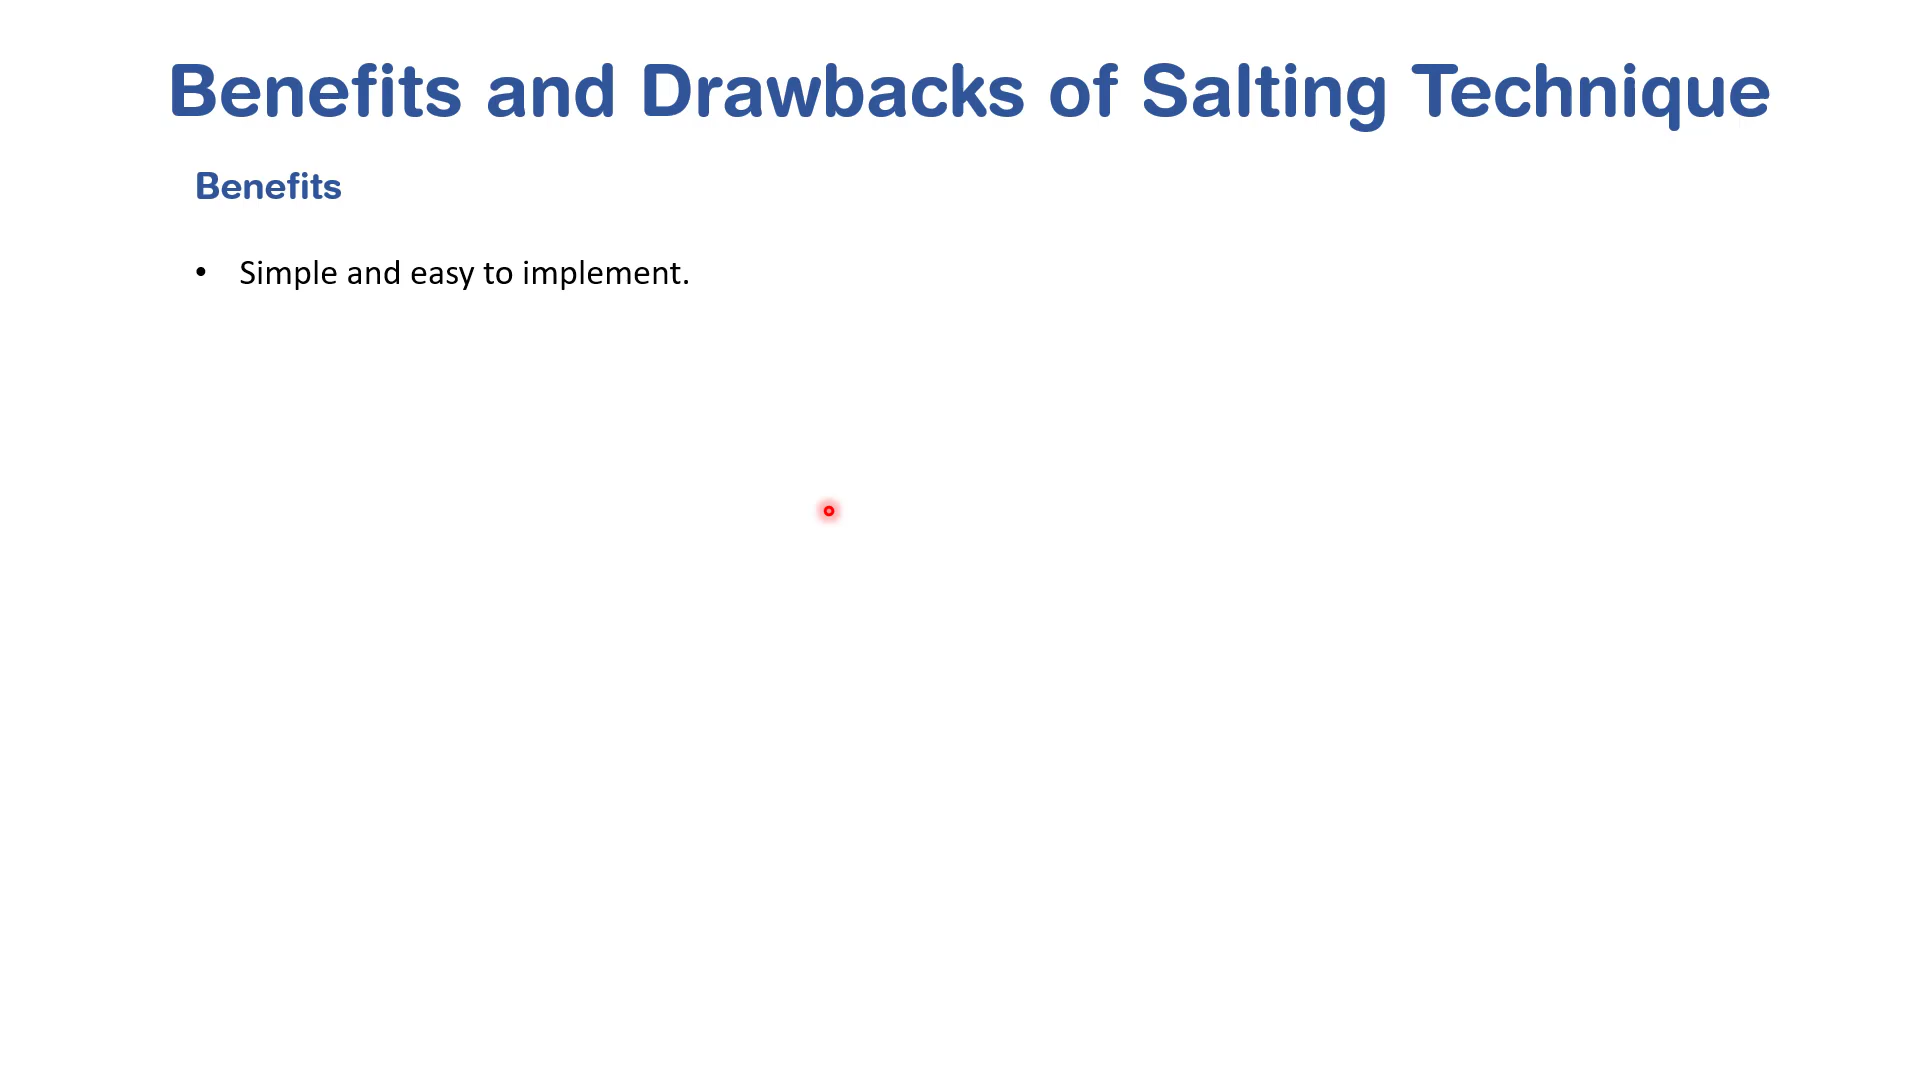 Benefits and Drawbacks of Salting Technique
Benefits
• Simple and easy to implement.